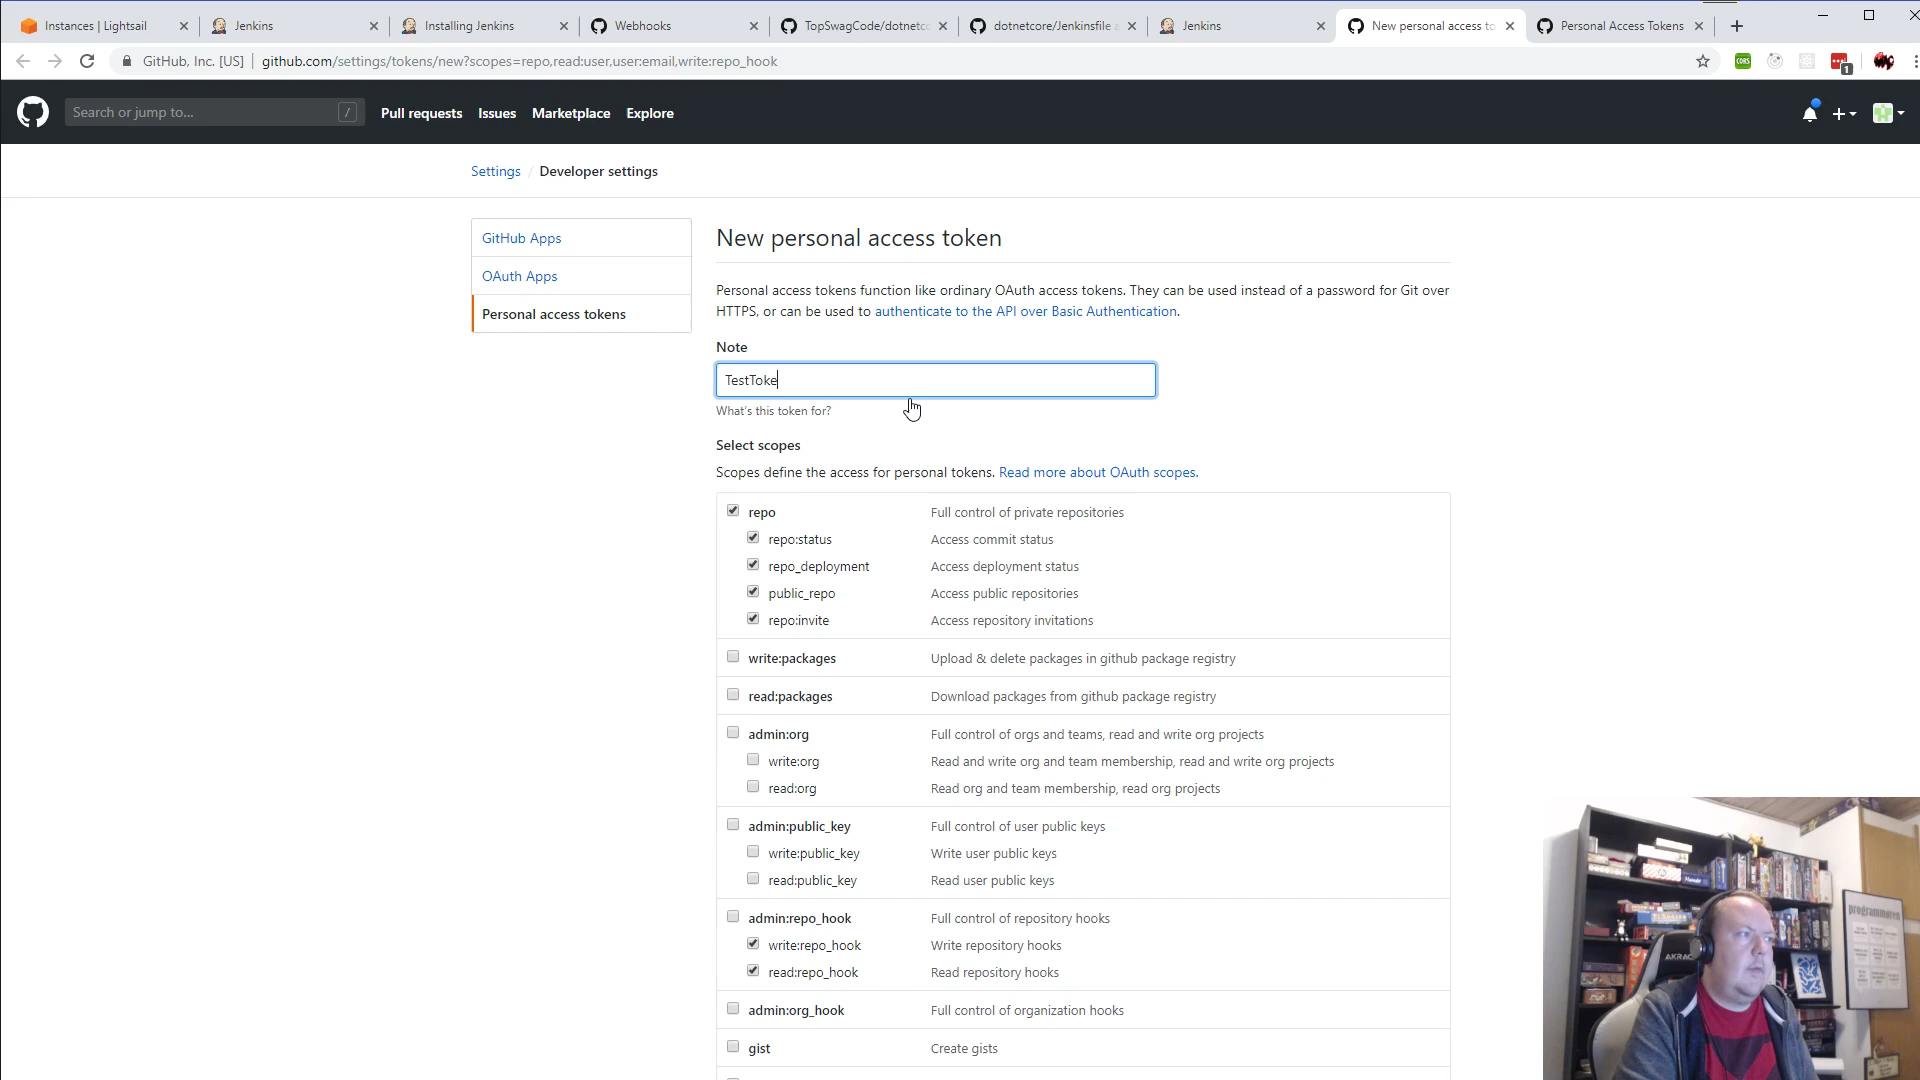 Instances | Lightsail
Jenkins
Installing Jenkins
Webhooks
TopSwagCode/dotnetc
dotnetcore/Jenkinsfile a
Jenkins
New personal access to
Personal Access Tokens
GitHub, Inc. [US] | github.com/settings/tokens/new?scopes=repo,read:user,user:email,write:repo_hook
CORS
1
Search or jump to...
/
Pull requests
Issues
Marketplace
Explore
Settings / Developer settings
GitHub Apps
OAuth Apps
Personal access tokens
New personal access token
Personal access tokens function like ordinary OAuth access tokens. They can be used instead of a password for Git over
HTTPS, or can be used to authenticate to the API over Basic Authentication.
Note
TestToke
What's this token for?
Select scopes
Scopes define the access for personal tokens. Read more about OAuth scopes.
repo Full control of private repositories
repo:status Access commit status
repo_deployment Access deployment status
public_repo Access public repositories
repo:invite Access repository invitations
write:packages Upload & delete packages in github package registry
read:packages Download packages from github package registry
admin:org Full control of orgs and teams, read and write org projects
write:org Read and write org and team membership, read and write org projects
read:org Read org and team membership, read org projects
admin:public_key Full control of user public keys
write:public_key Write user public keys
read:public_key Read user public keys
admin:repo_hook Full control of repository hooks
write:repo_hook Write repository hooks
read:repo_hook Read repository hooks
admin:org_hook Full control of organization hooks
gist Create gists
programmøren
AKRAC